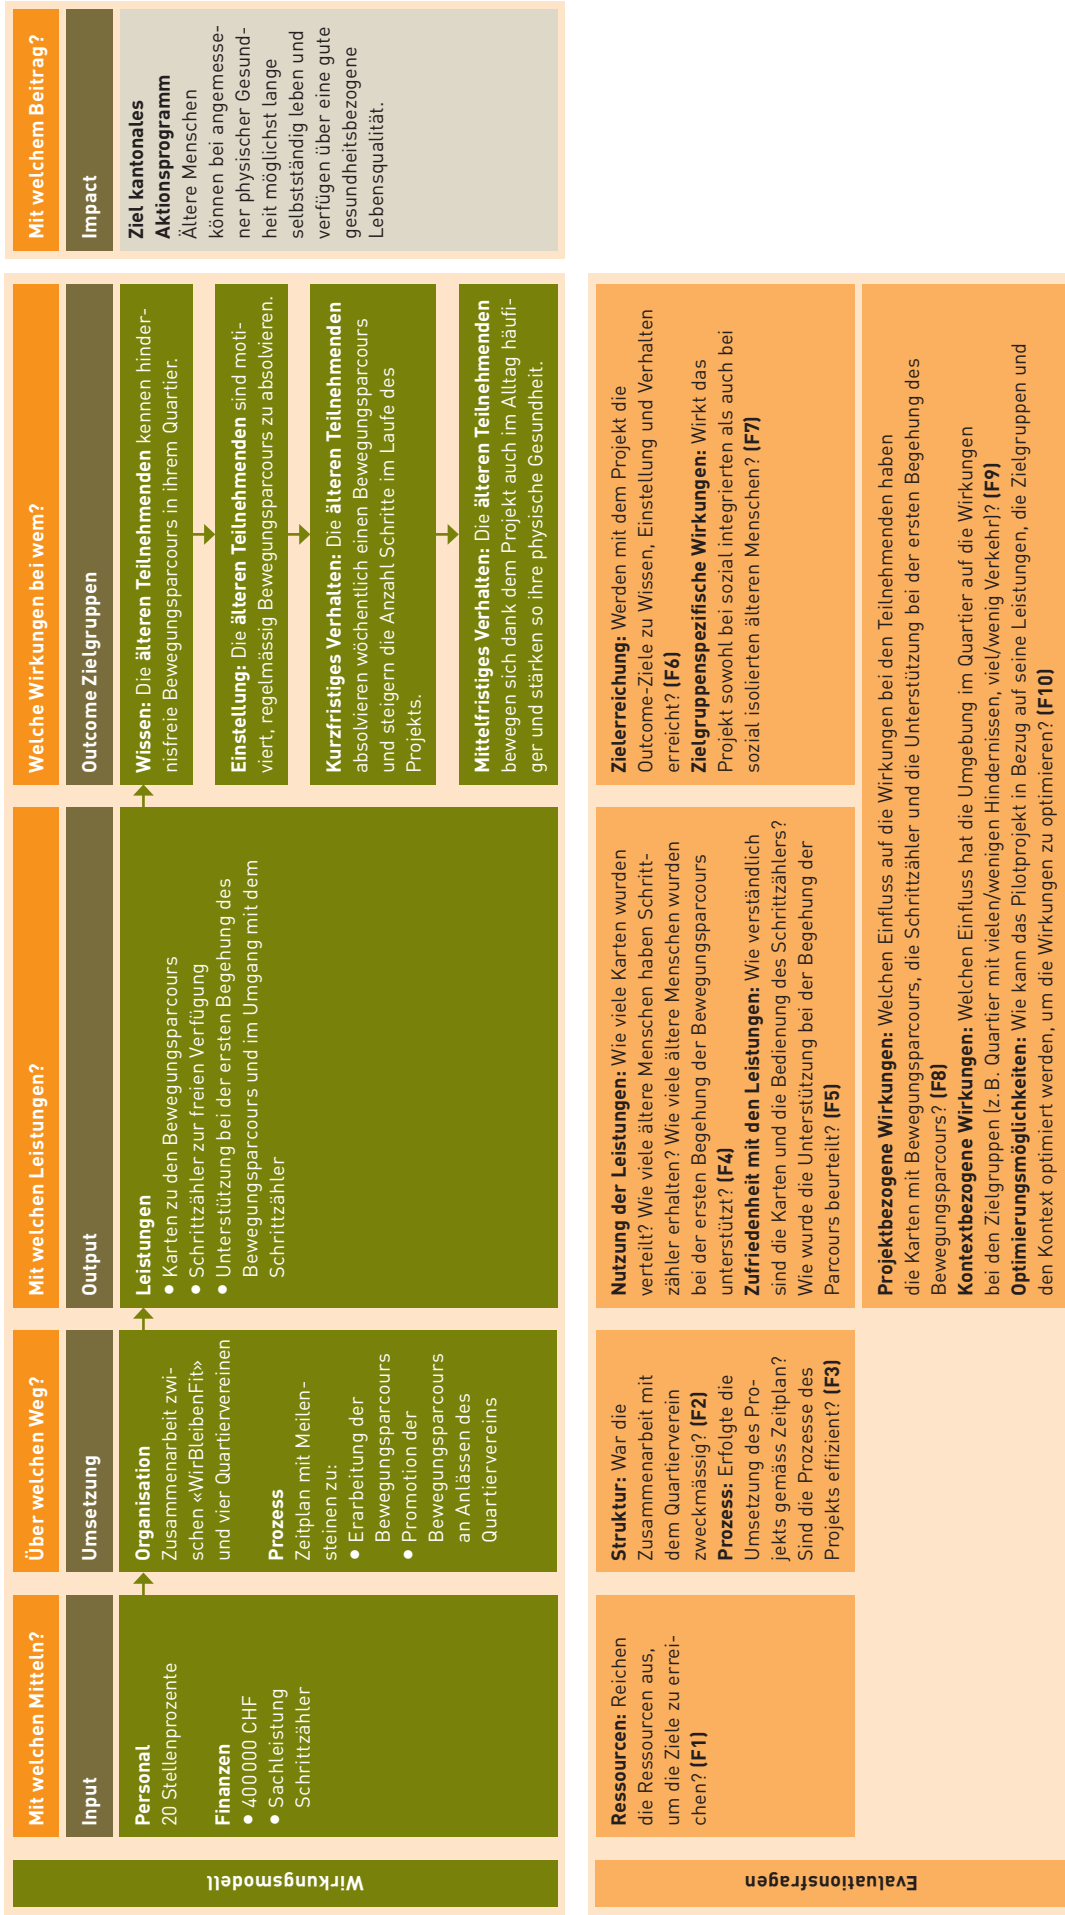 Wirkungsmodell
Mit welchen Mitteln?
Input
Personal
20 Stellenprozente
Finanzen
• 400000 CHF
• Sachleistung
Schrittzähler
Über welchen Weg?
Umsetzung
Organisation
Zusammenarbeit zwi-
schen «WirBleibenFit»
und vier Quartiervereinen
Prozess
Zeitplan mit Meilen-
steinen zu:
• Erarbeitung der
Bewegungsparcours
• Promotion der
Bewegungsparcours
an Anlässen des
Quartiervereins
Mit welchen Leistungen?
Output
Leistungen
• Karten zu den Bewegungsparcours
• Schrittzähler zur freien Verfügung
• Unterstützung bei der ersten Begehung des
Bewegungsparcours und im Umgang mit dem
Schrittzähler
Welche Wirkungen bei wem?
Outcome Zielgruppen
Wissen: Die älteren Teilnehmenden kennen hinder-
nisfreie Bewegungsparcours in ihrem Quartier.
Einstellung: Die älteren Teilnehmenden sind moti-
viert, regelmässig Bewegungsparcours zu absolvieren.
Kurzfristiges Verhalten: Die älteren Teilnehmenden
absolvieren wöchentlich einen Bewegungsparcours
und steigern die Anzahl Schritte im Laufe des
Projekts.
Mittelfristiges Verhalten: Die älteren Teilnehmenden
bewegen sich dank dem Projekt auch im Alltag häufi-
ger und stärken so ihre physische Gesundheit.
Mit welchem Beitrag?
Impact
Ziel kantonales
Aktionsprogramm
Ältere Menschen
können bei angemesse-
ner physischer Gesund-
heit möglichst lange
selbstständig leben und
verfügen über eine gute
gesundheitsbezogene
Lebensqualität.
Evaluationsfragen
Ressourcen: Reichen
die Ressourcen aus,
um die Ziele zu errei-
chen? (F1)
Struktur: War die
Zusammenarbeit mit
dem Quartierverein
zweckmässig? (F2)
Prozess: Erfolgte die
Umsetzung des Pro-
jekts gemäss Zeitplan?
Sind die Prozesse des
Projekts effizient? (F3)
Nutzung der Leistungen: Wie viele Karten wurden
verteilt? Wie viele ältere Menschen haben Schritt-
zähler erhalten? Wie viele ältere Menschen wurden
bei der ersten Begehung der Bewegungsparcours
unterstützt? (F4)
Zufriedenheit mit den Leistungen: Wie verständlich
sind die Karten und die Bedienung des Schrittzählers?
Wie wurde die Unterstützung bei der Begehung der
Parcours beurteilt? (F5)
Zielerreichung: Werden mit dem Projekt die
Outcome-Ziele zu Wissen, Einstellung und Verhalten
erreicht? (F6)
Zielgruppenspezifische Wirkungen: Wirkt das
Projekt sowohl bei sozial integrierten als auch bei
sozial isolierten älteren Menschen? (F7)
Projektbezogene Wirkungen: Welchen Einfluss auf die Wirkungen bei den Teilnehmenden haben
die Karten mit Bewegungsparcours, die Schrittzähler und die Unterstützung bei der ersten Begehung des
Bewegungsparcours? (F8)
Kontextbezogene Wirkungen: Welchen Einfluss hat die Umgebung im Quartier auf die Wirkungen
bei den Zielgruppen (z. B. Quartier mit vielen/wenigen Hindernissen, viel/wenig Verkehr)? (F9)
Optimierungsmöglichkeiten: Wie kann das Pilotprojekt in Bezug auf seine Leistungen, die Zielgruppen und
den Kontext optimiert werden, um die Wirkungen zu optimieren? (F10)